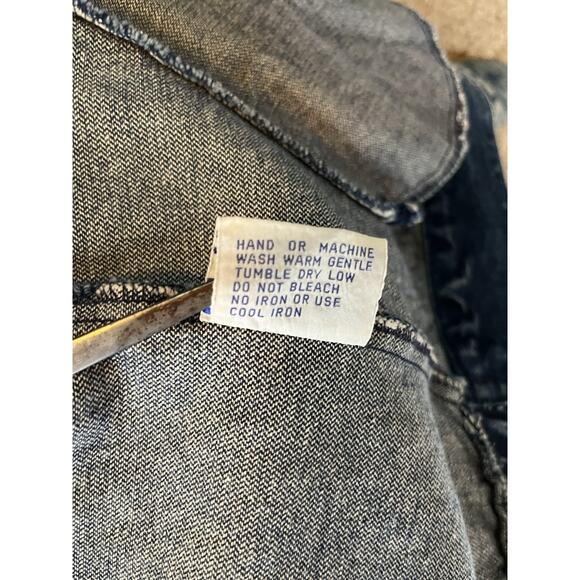 HAND OR MACHINE
WASH WARM GENTLE
TUMBLE DRY LOW
DO NOT BLEACH
NO IRON OR USE
COOL IRON